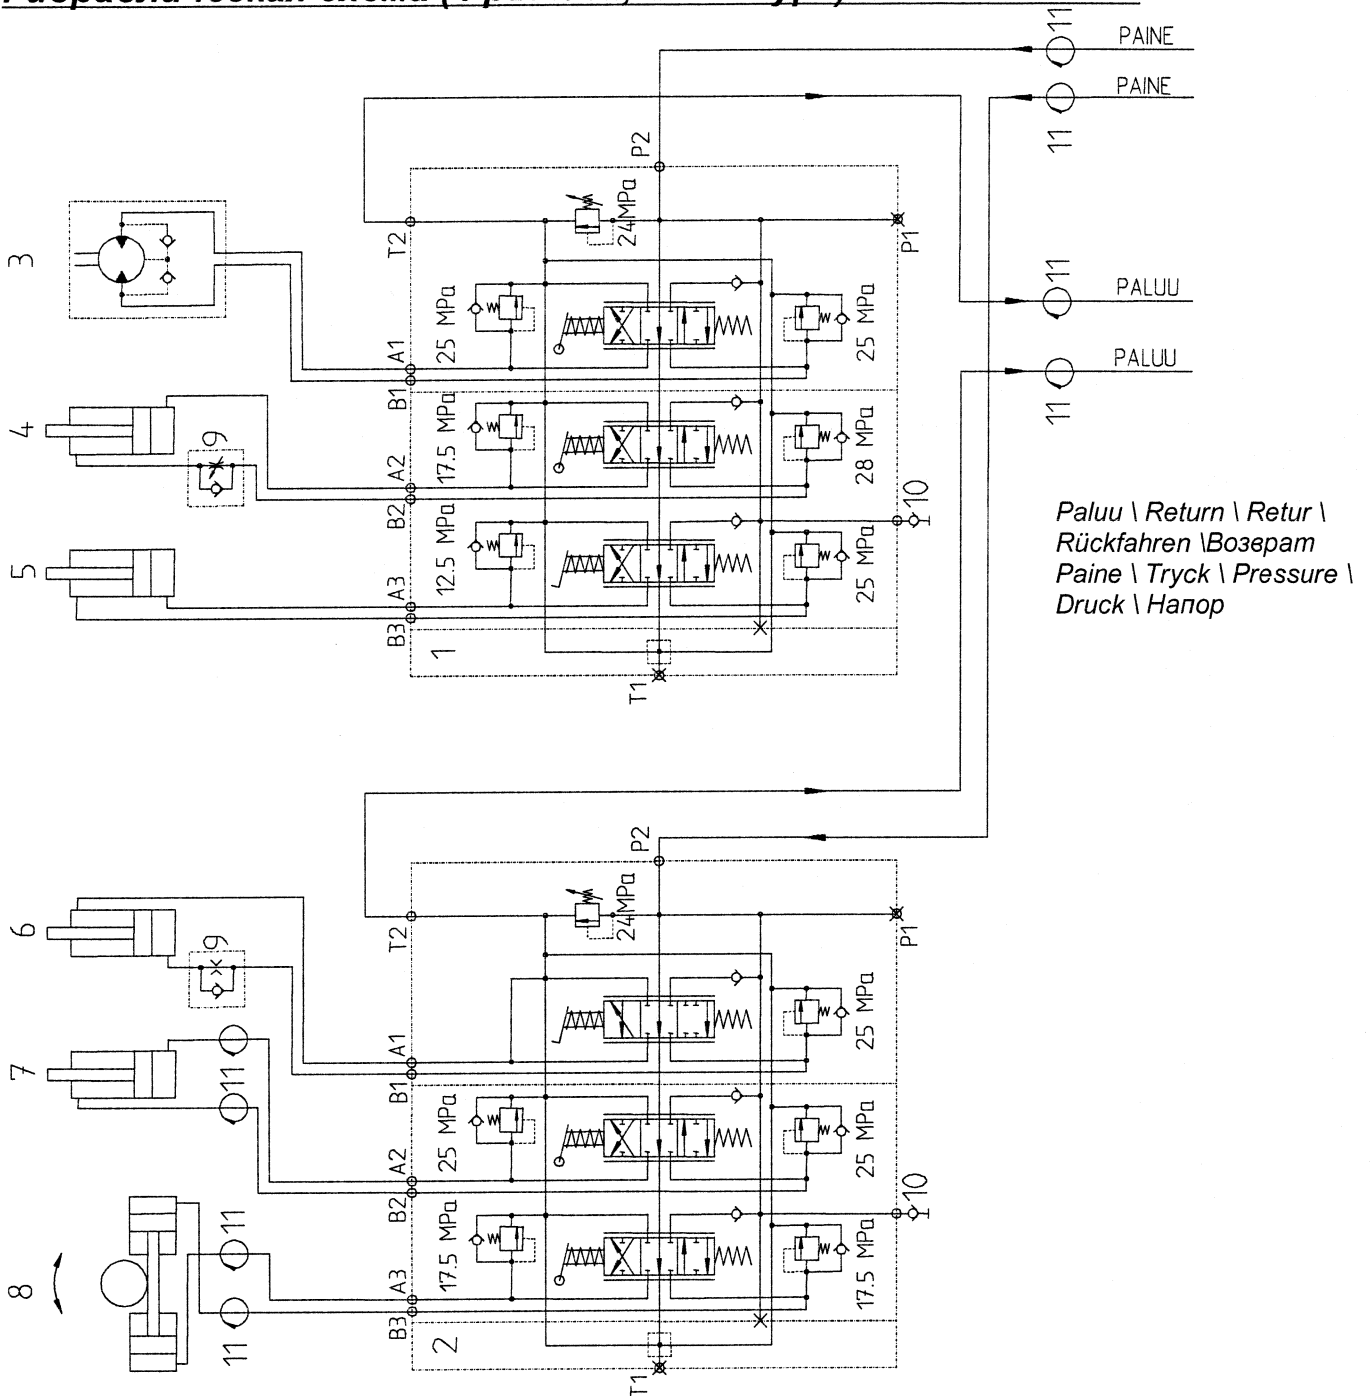 11
PAINE
PAINE
11
P2
T2
24MPa
P1
3
25 MPa
25 MPa
A1
B1
11
PALUU
PALUU
11
4
9
17.5 MPa
28 MPa
A2
B2
10
5
12.5 MPa
25 MPa
A3
B3
1
T1
Paluu \ Return \ Retur \
Rückfahren \Возврат
Paine \ Tryck \ Pressure \
Druck \ Напор
P2
T2
24MPa
P1
6
9
A1
B1
25 MPa
7
11
25 MPa
25 MPa
A2
B2
10
8
11
11
17.5 MPa
17.5 MPa
A3
B3
2
T1